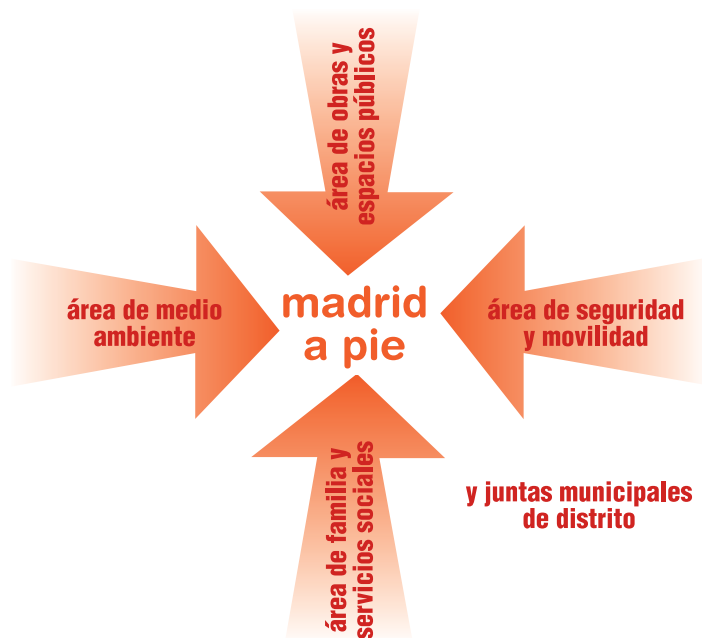 área de obras y
espacios públicos
área de medio
ambiente
madrid
a pie
área de seguridad
y movilidad
área de familia y
servicios sociales
y juntas municipales
de distrito